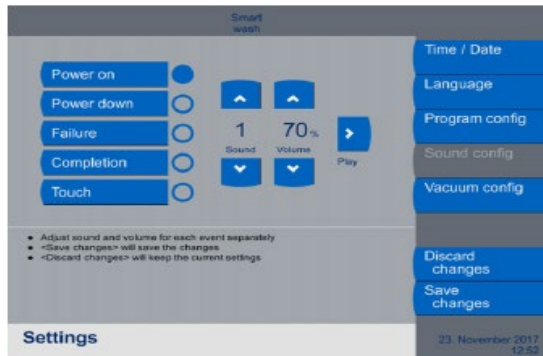 Smart
wash
Time / Date
Language
Program config
Sound config
Vacuum config
Discard
changes
Save
changes
Power on
Power down
Failure
Completion
Touch
1
Sound
70%
Volume
Play
• Adjust sound and volume for each event separately
• <Save changes> will save the changes
• <Discard changes> will keep the current settings
Settings
23. November 2017
12:52